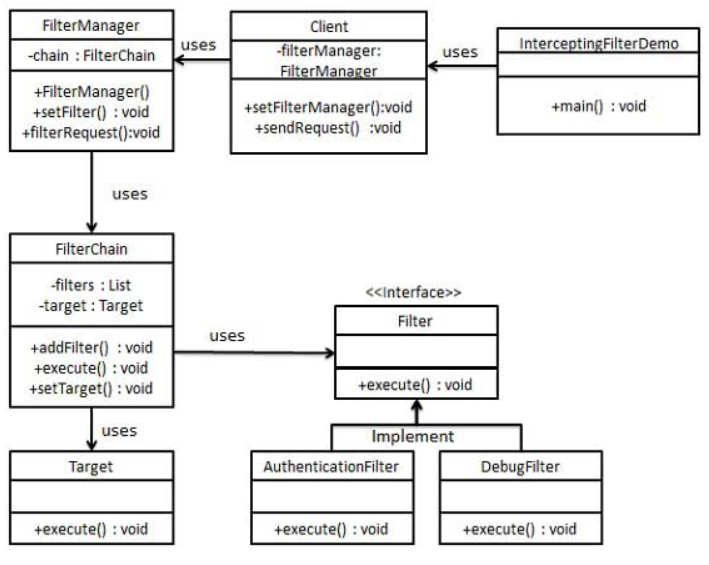 FilterManager
-chain : FilterChain
+FilterManager()
+setFilter() : void
+filterRequest():void
uses
Client
-filterManager:
FilterManager
+setFilterManager():void
+sendRequest() :void
uses
InterceptingFilterDemo
+main() : void
uses
FilterChain
-filters : List
-target : Target
+addFilter() : void
+execute() : void
+setTarget() : void
uses
<<Interface>>
Filter
+execute() : void
uses
Implement
Target
+execute() : void
AuthenticationFilter
+execute() : void
DebugFilter
+execute() : void